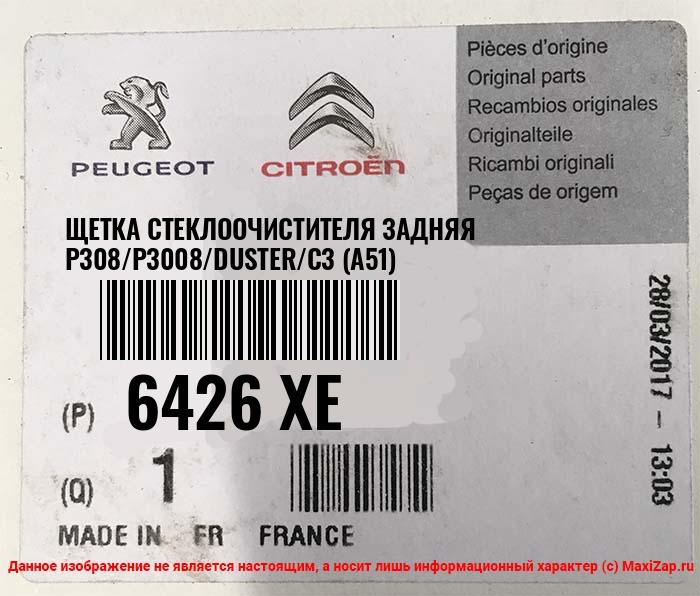 Pièces d'origine
Original parts
Recambios originales
Originalteile
Ricambi originali
Peças de origem
PEUGEOT
CITROËN
ЩЕТКА СТЕКЛООЧИСТИТЕЛЯ ЗАДНЯЯ
P308/P3008/DUSTER/C3 (A51)
28/03/2017 - 13:03
(P) 6426 XE
(Q) 1
MADE IN FR FRANCE
Данное изображение не является настоящим, а носит лишь информационный характер (c) MaxiZap.ru